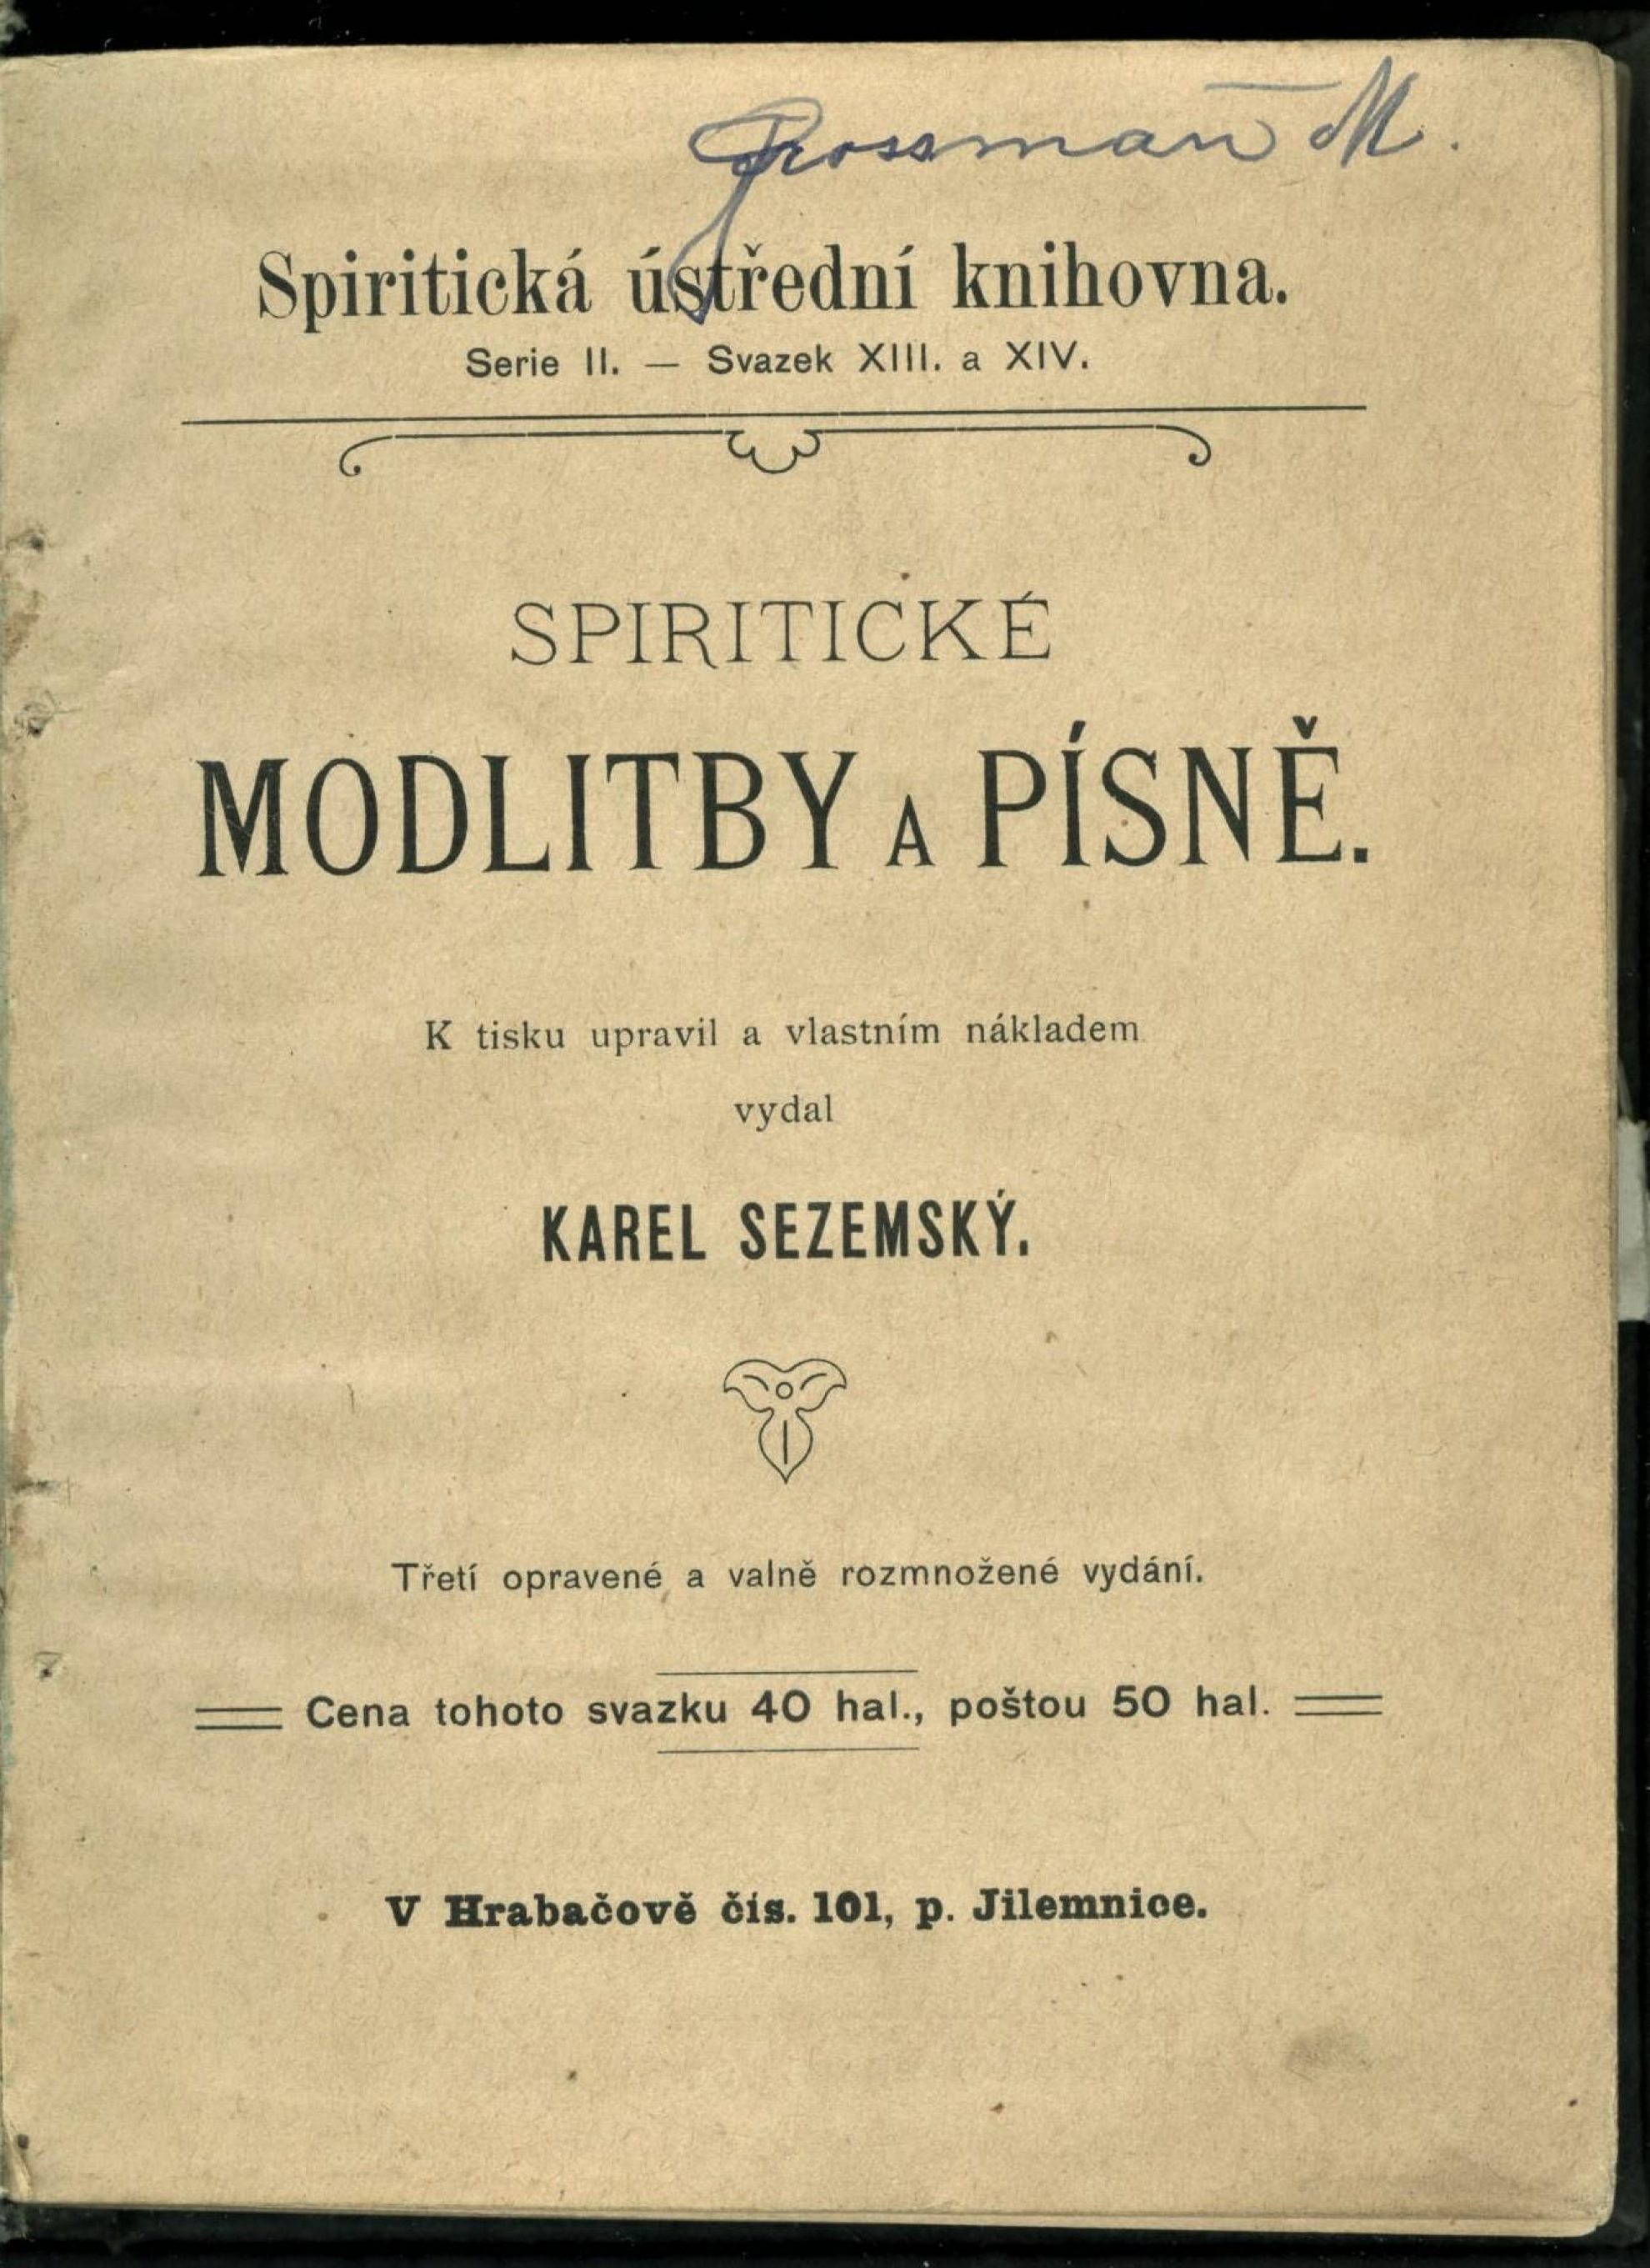 Grossman M.
Spiritická ústřední knihovna.
Serie II. — Svazek XIII. a XIV.
SPIRITICKÉ
MODLITBY A PÍSNĚ.
K tisku upravil a vlastním nákladem
vydal
KAREL SEZEMSKÝ.
Třetí opravené a valně rozmnožené vydání.
Cena tohoto svazku 40 hal., poštou 50 hal.
V Hrabačově čís. 101, p. Jilemnice.